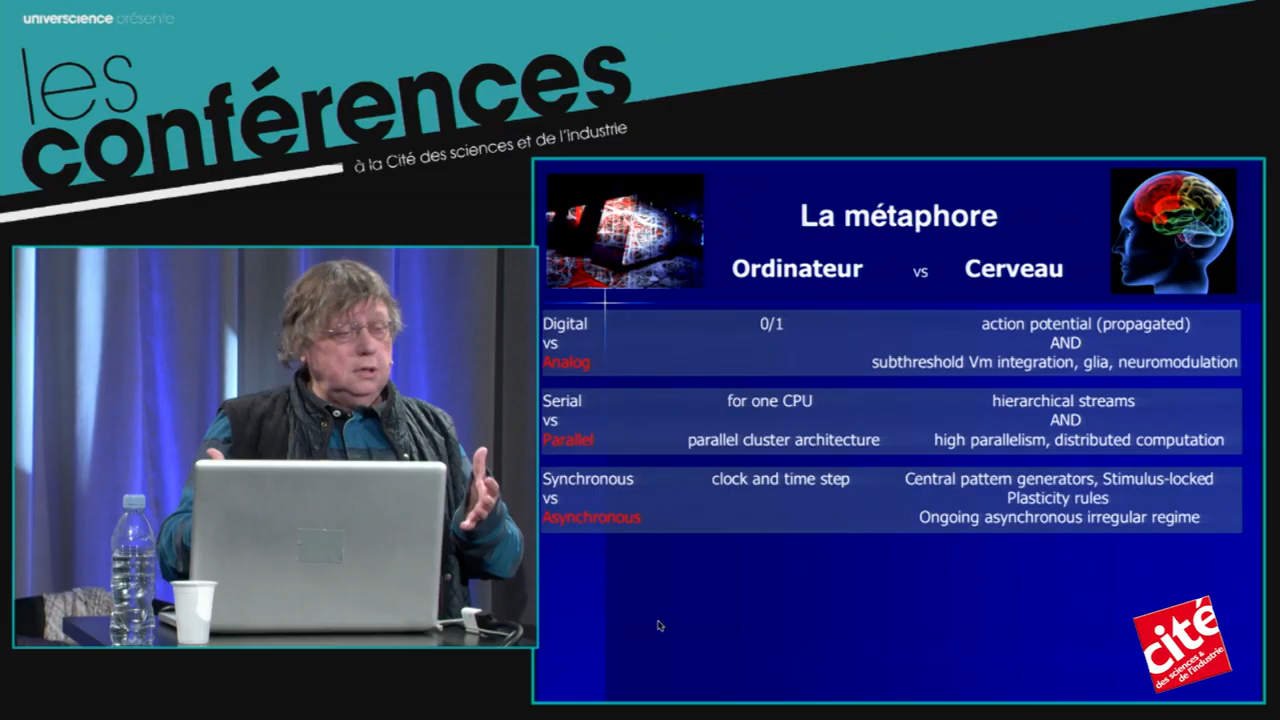 universcience présente
les
conférences
à la Cité des sciences et de l'industrie
La métaphore
Ordinateur vs Cerveau
Digital 0/1 action potential (propagated)
vs AND
Analog subthreshold Vm integration, glia, neuromodulation
Serial for one CPU hierarchical streams
vs AND
Parallel parallel cluster architecture high parallelism, distributed computation
Synchronous clock and time step Central pattern generators, Stimulus-locked
vs Plasticity rules
Asynchronous Ongoing asynchronous irregular regime
cité
des sciences &
de l'industrie